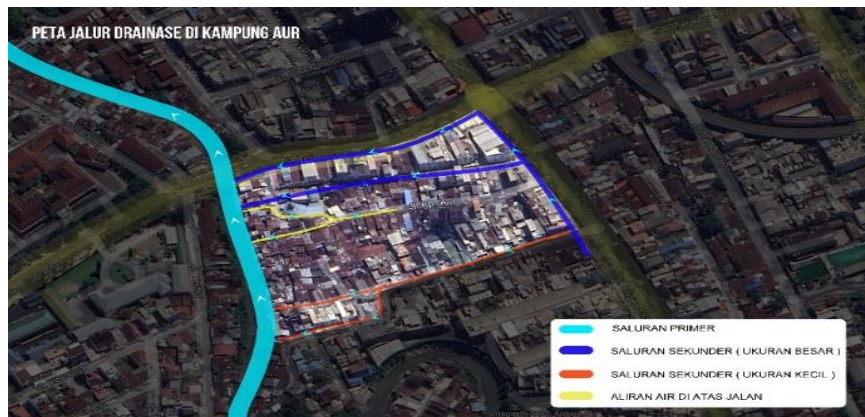 PETA JALUR DRAINASE DI KAMPUNG AUR
SALURAN PRIMER
SALURAN SEKUNDER ( UKURAN BESAR )
SALURAN SEKUNDER ( UKURAN KECIL )
ALIRAN AIR DI ATAS JALAN